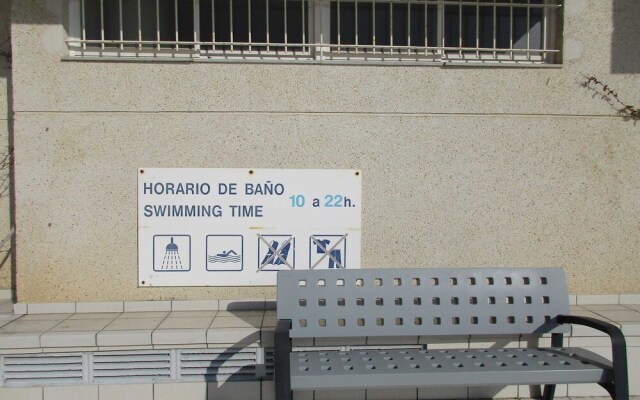 HORARIO DE BAÑO
SWIMMING TIME
10 a 22h.